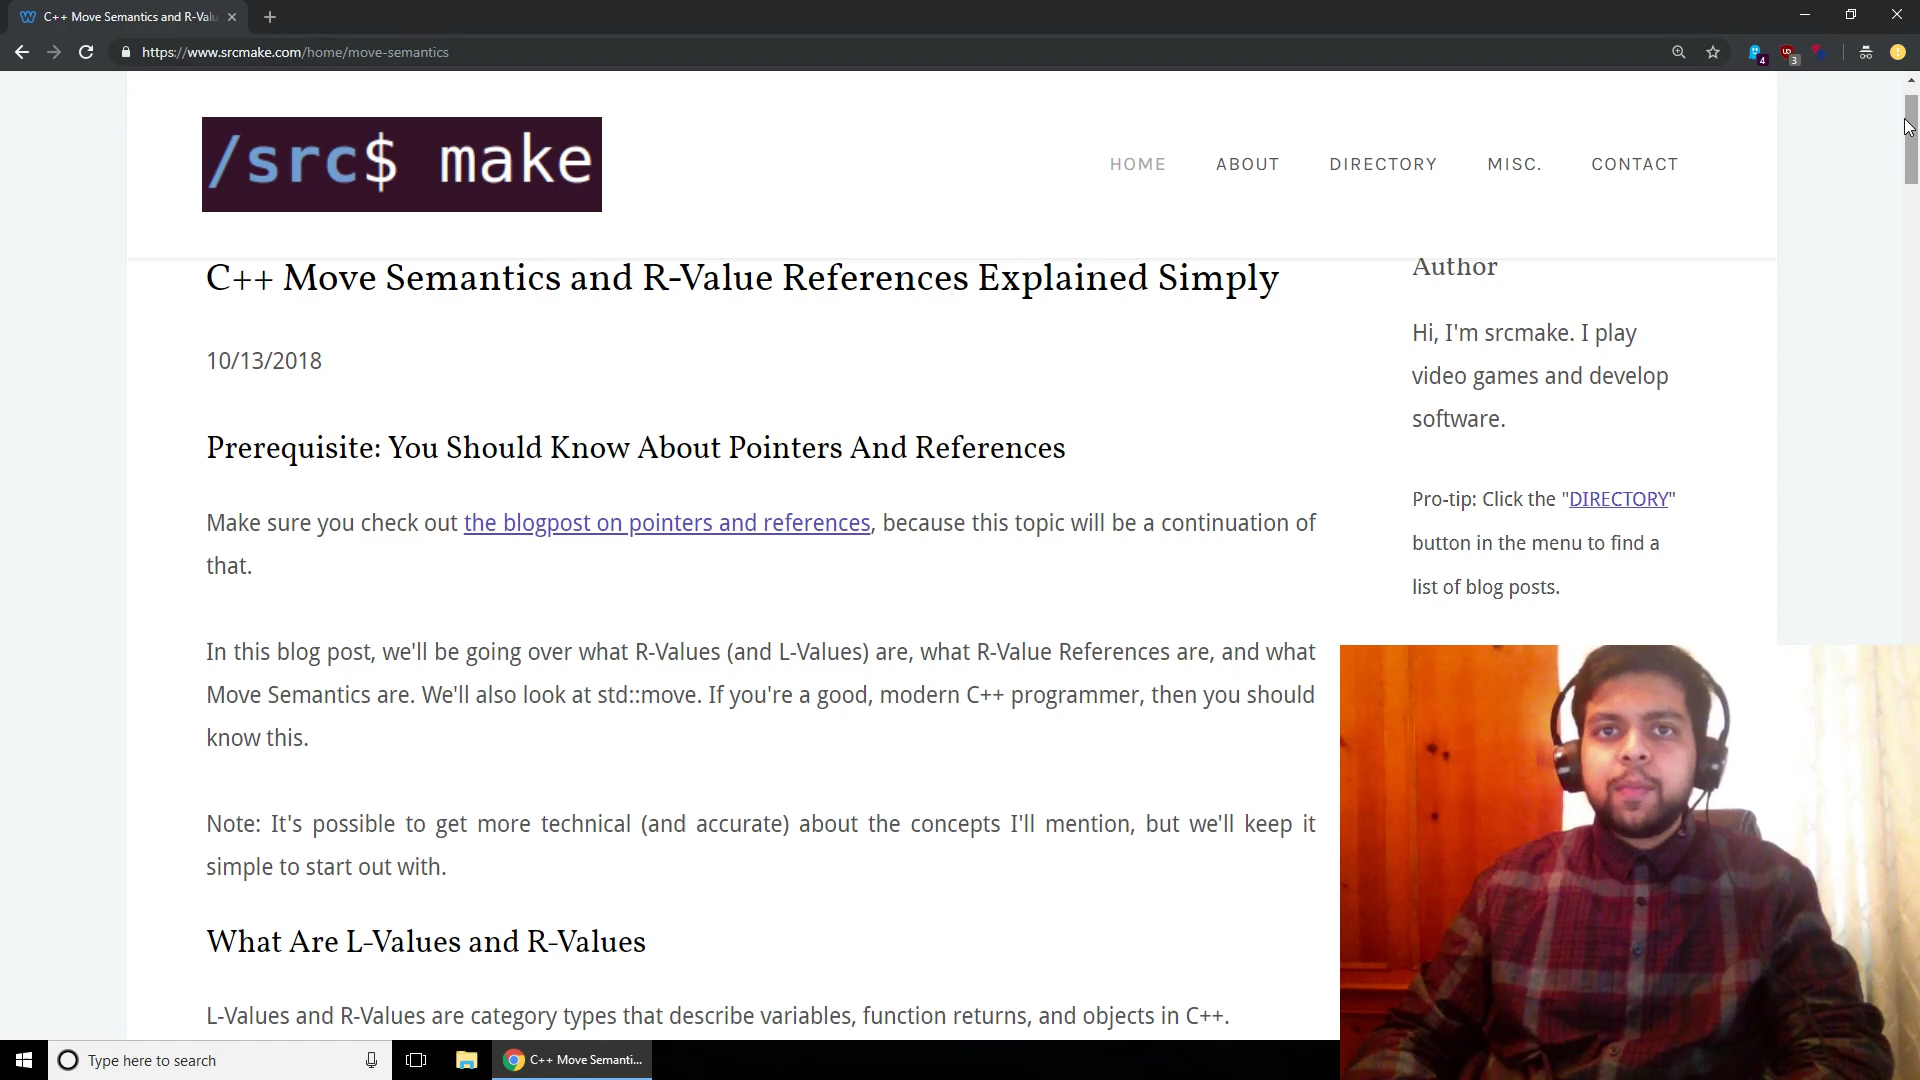 C++ Move Semantics and R-Valu
https://www.srcmake.com/home/move-semantics
4
UD
3
/src$ make
HOME
ABOUT
DIRECTORY
MISC.
CONTACT
C++ Move Semantics and R-Value References Explained Simply
10/13/2018
Prerequisite: You Should Know About Pointers And References
Make sure you check out the blogpost on pointers and references, because this topic will be a continuation of
that.
In this blog post, we'll be going over what R-Values (and L-Values) are, what R-Value References are, and what
Move Semantics are. We'll also look at std::move. If you're a good, modern C++ programmer, then you should
know this.
Note: It's possible to get more technical (and accurate) about the concepts I'll mention, but we'll keep it
simple to start out with.
What Are L-Values and R-Values
L-Values and R-Values are category types that describe variables, function returns, and objects in C++.
Author
Hi, I'm srcmake. I play
video games and develop
software.
Pro-tip: Click the "DIRECTORY"
button in the menu to find a
list of blog posts.
Type here to search
C++ Move Semanti...